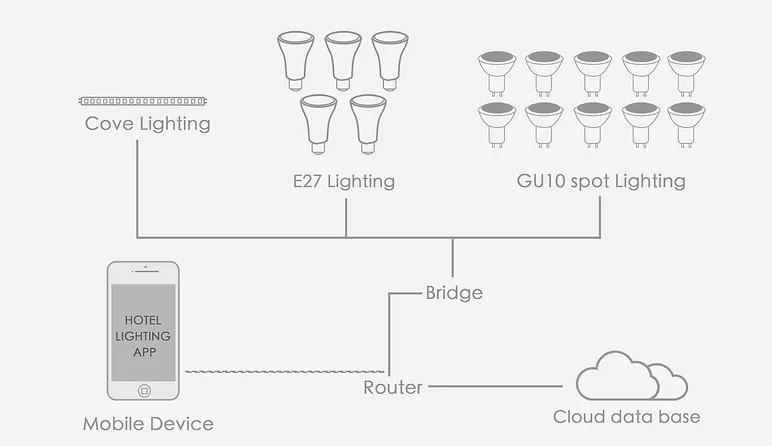 Cove Lighting
E27 Lighting
GU10 spot Lighting
Bridge
HOTEL
LIGHTING
APP
Router
Mobile Device
Cloud data base